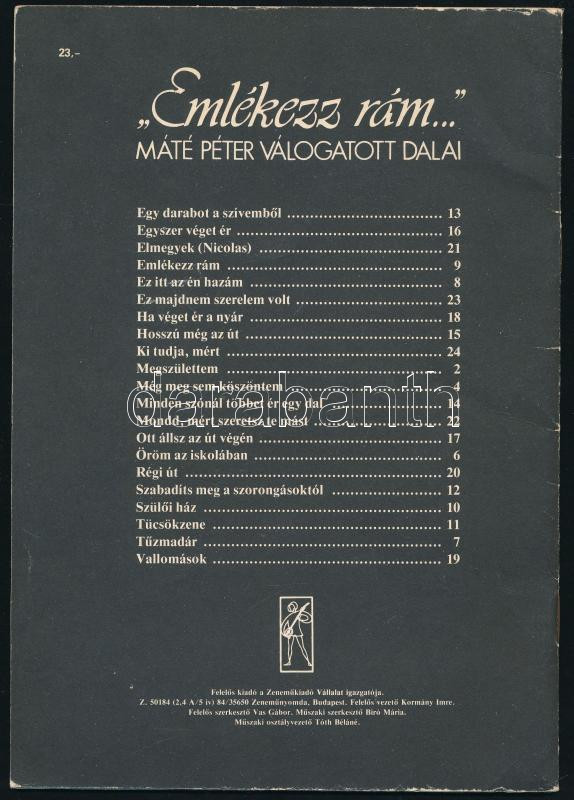 23,-
„Emlékezz rám..."
MÁTÉ PÉTER VÁLOGATOTT DALAI
Egy darabot a szívemből ................................... 13
Egyszer véget ér ................................... 16
Elmegyek (Nicolas) ................................... 21
Emlékezz rám ................................... 9
Ez itt az én hazám ................................... 8
Ez majdnem szerelem volt ................................... 23
Ha véget ér a nyár ................................... 18
Hosszú még az út ................................... 15
Ki tudja, mért ................................... 24
Megszülettem ................................... 2
Még meg sem köszöntem ................................... 4
Minden szónál többet ér egy dal ................................... 14
Mondd, mért szeretsz te mást ................................... 22
Ott állsz az út végén ................................... 17
Öröm az iskolában ................................... 6
Régi út ................................... 20
Szabadíts meg a szorongásoktól ................................... 12
Szülői ház ................................... 10
Tücsökzene ................................... 11
Tűzmadár ................................... 7
Vallomások ................................... 19
darabanth
Felelős kiadó a Zeneműkiadó Vállalat igazgatója.
Z. 50184 (2,4 A/5 ív) 84/35650 Zeneműnyomda, Budapest. Felelős vezető Kormány Imre.
Felelős szerkesztő Vas Gábor. Műszaki szerkesztő Bíró Mária.
Műszaki osztályvezető Tóth Béláné.